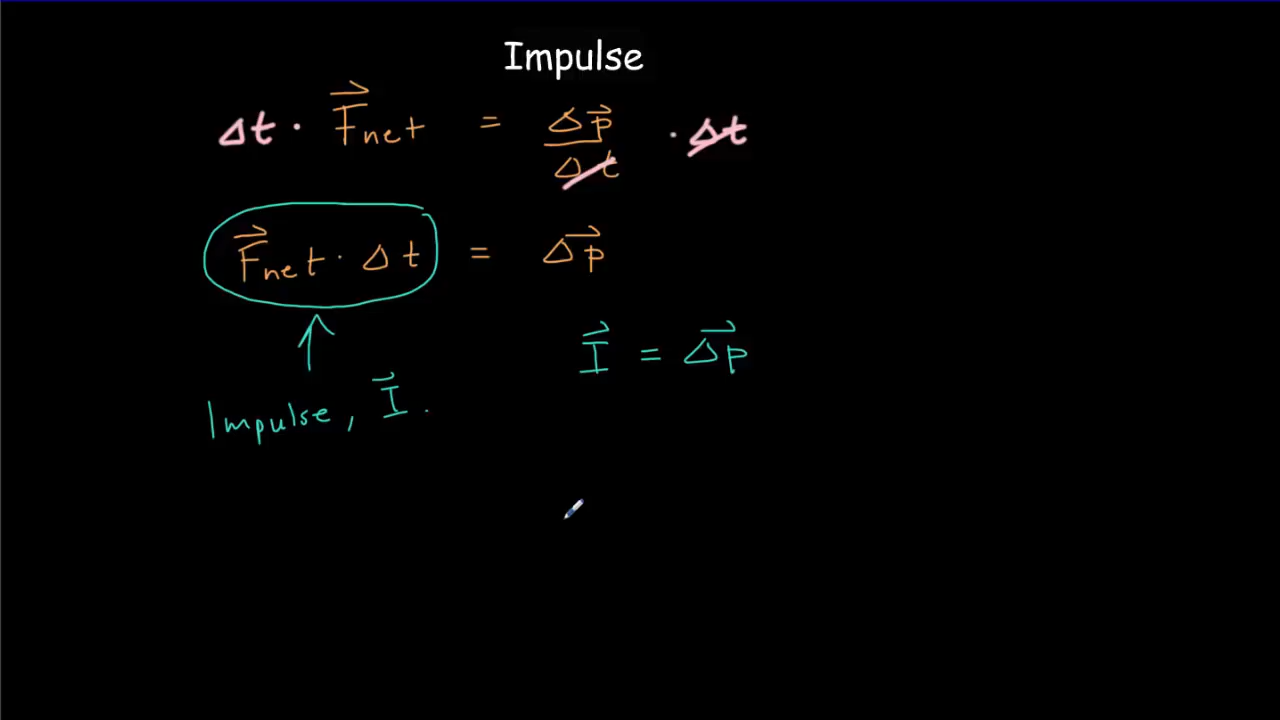 Impulse
Δt · F⃗net = Δp⃗/Δt · Δt
F⃗net · Δt = Δp⃗
I⃗ = Δp⃗
Impulse, I⃗.